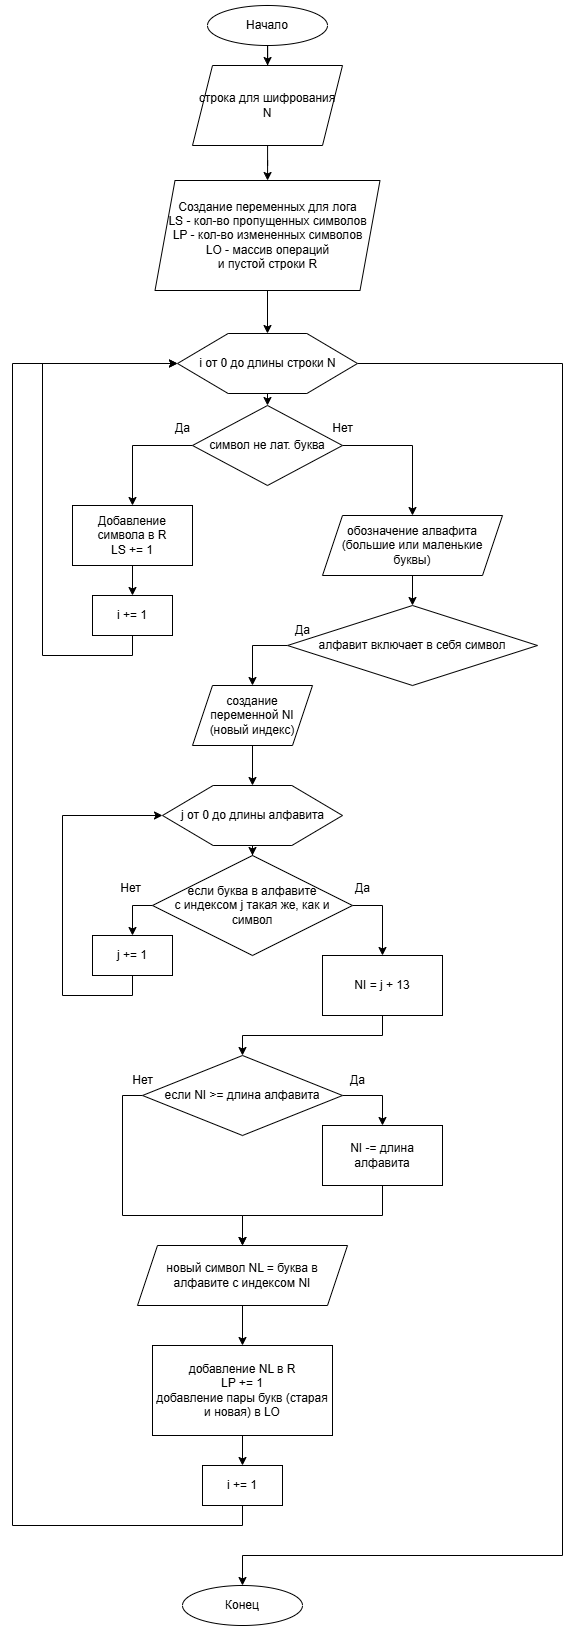 Начало
строка для шифрования
N
Создание переменных для лога
LS - кол-во пропущенных символов
LP - кол-во измененных символов
LO - массив операций
и пустой строки R
i от 0 до длины строки N
Да
Нет
символ не лат. буква
Добавление
символа в R
LS += 1
обозначение алвафита
(большие или маленькие
буквы)
i += 1
Да
алфавит включает в себя символ
создание
переменной NI
(новый индекс)
j от 0 до длины алфавита
Нет
Да
если буква в алфавите
с индексом j такая же, как и
символ
j += 1
NI = j + 13
Нет
Да
если NI >= длина алфавита
NI -= длина
алфавита
новый символ NL = буква в
алфавите с индексом NI
добавление NL в R
LP += 1
добавление пары букв (старая
и новая) в LO
i += 1
Конец